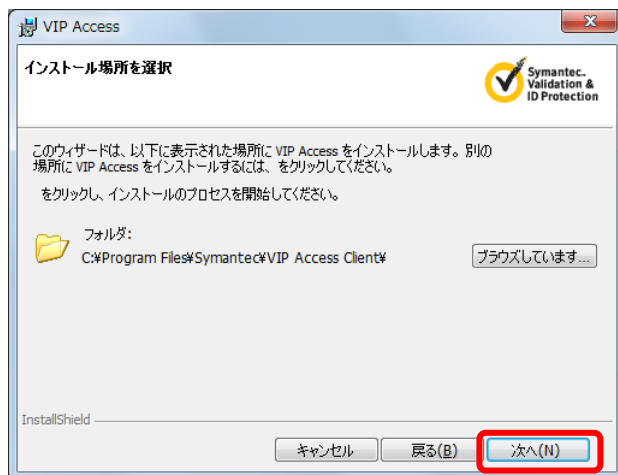 VIP Access
インストール場所を選択
Symantec.
Validation &
ID Protection
このウィザードは、以下に表示された場所に VIP Access をインストールします。別の
場所に VIP Access をインストールするには、をクリックしてください。
をクリックし、インストールのプロセスを開始してください。
フォルダ:
C:¥Program Files¥Symantec¥VIP Access Client¥
ブラウズしています...
InstallShield
キャンセル
戻る(B)
次へ(N)